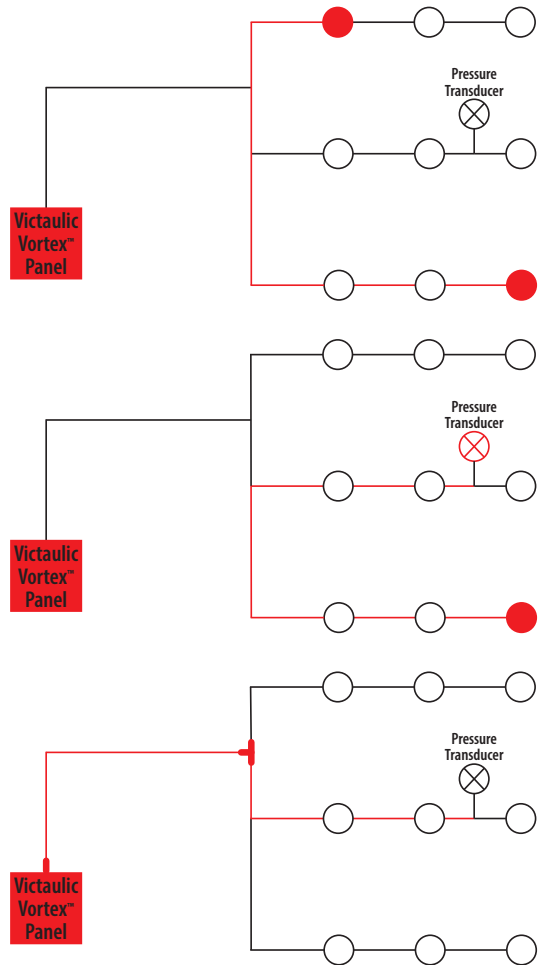 Pressure
Transducer
Victaulic
Vortex™
Panel
Pressure
Transducer
Victaulic
Vortex™
Panel
Pressure
Transducer
Victaulic
Vortex™
Panel